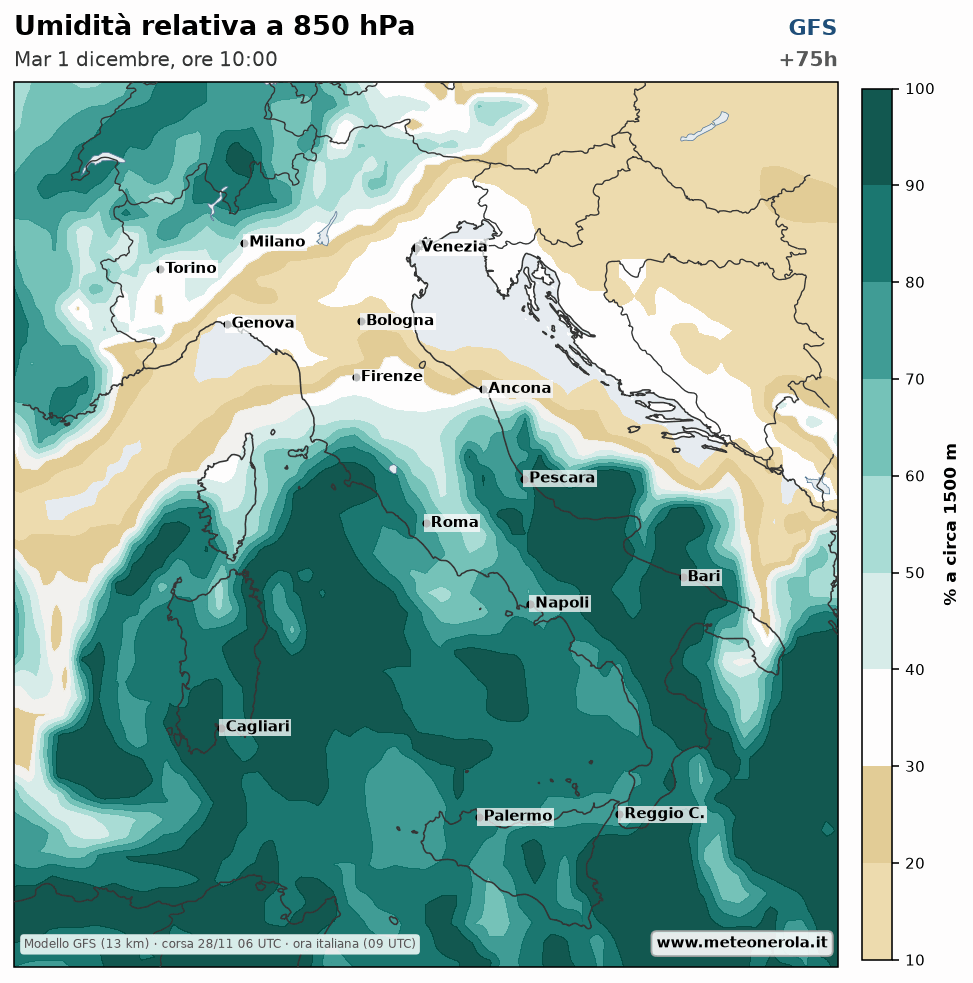 Umidità relativa a 850 hPa
GFS
Mar 1 dicembre, ore 10:00
+75h
100
90
80
70
60
50
40
30
20
10
% a circa 1500 m
Milano
Venezia
Torino
Genova
Bologna
Firenze
Ancona
Pescara
Roma
Bari
Napoli
Cagliari
Palermo
Reggio C.
Modello GFS (13 km) · corsa 28/11 06 UTC · ora italiana (09 UTC)
www.meteonerola.it